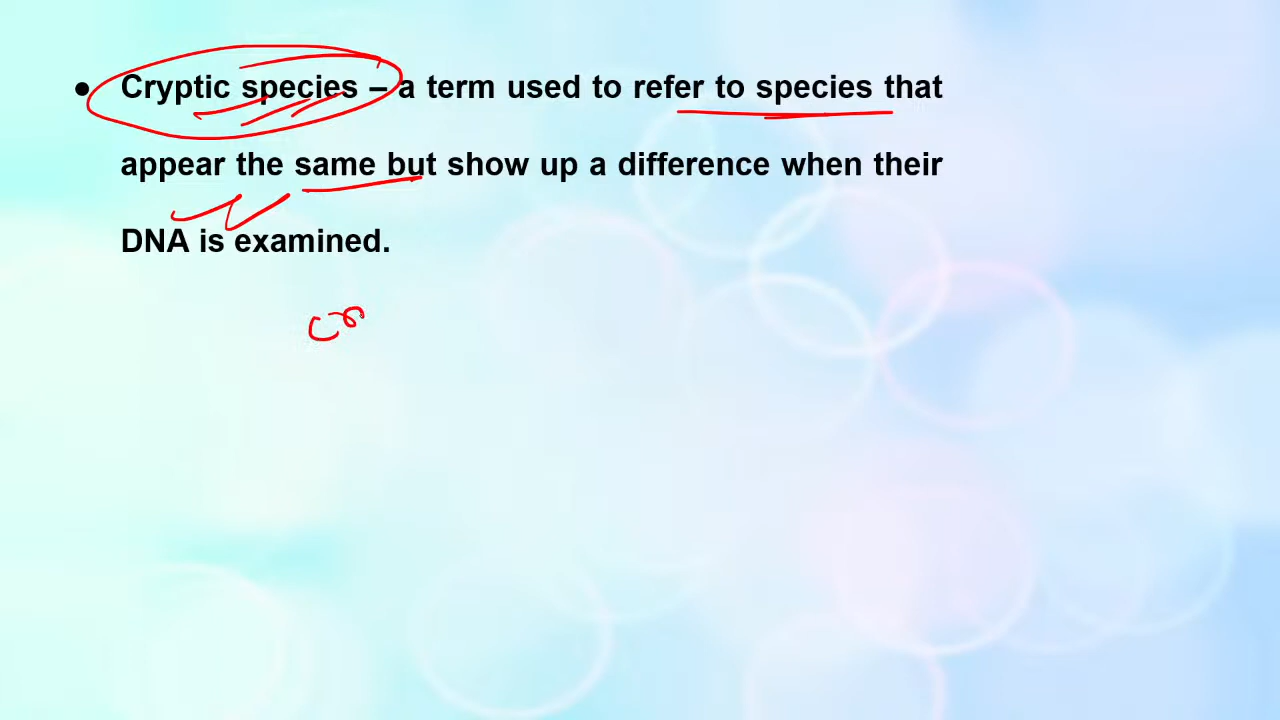 • Cryptic species – a term used to refer to species that
appear the same but show up a difference when their
DNA is examined.
cr